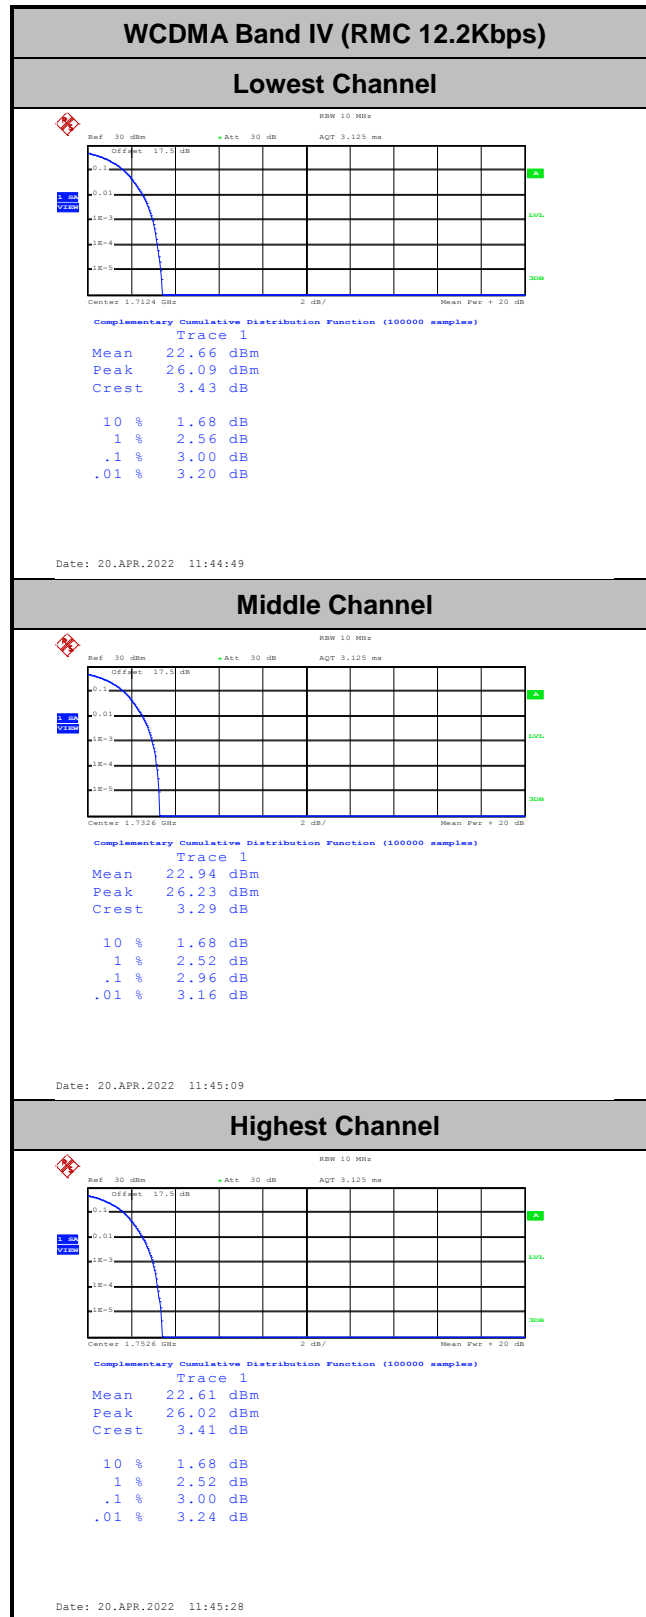 WCDMA Band IV (RMC 12.2Kbps)
Lowest Channel
RBW 10 MHz
Ref 30 dBm *Att 30 dB AQT 3.125 ms
Offset 17.5 dB
A
0.1
1 SA
VIEW
0.01
1E-3
LVL
1E-4
1E-5
3DB
Center 1.7124 GHz 2 dB/ Mean Pwr + 20 dB
Complementary Cumulative Distribution Function (100000 samples)
Trace 1
Mean 22.66 dBm
Peak 26.09 dBm
Crest 3.43 dB
10 % 1.68 dB
1 % 2.56 dB
.1 % 3.00 dB
.01 % 3.20 dB
Date: 20.APR.2022 11:44:49
Middle Channel
RBW 10 MHz
Ref 30 dBm *Att 30 dB AQT 3.125 ms
Offset 17.5 dB
A
0.1
1 SA
VIEW
0.01
1E-3
LVL
1E-4
1E-5
3DB
Center 1.7326 GHz 2 dB/ Mean Pwr + 20 dB
Complementary Cumulative Distribution Function (100000 samples)
Trace 1
Mean 22.94 dBm
Peak 26.23 dBm
Crest 3.29 dB
10 % 1.68 dB
1 % 2.52 dB
.1 % 2.96 dB
.01 % 3.16 dB
Date: 20.APR.2022 11:45:09
Highest Channel
RBW 10 MHz
Ref 30 dBm *Att 30 dB AQT 3.125 ms
Offset 17.5 dB
A
0.1
1 SA
VIEW
0.01
1E-3
LVL
1E-4
1E-5
3DB
Center 1.7526 GHz 2 dB/ Mean Pwr + 20 dB
Complementary Cumulative Distribution Function (100000 samples)
Trace 1
Mean 22.61 dBm
Peak 26.02 dBm
Crest 3.41 dB
10 % 1.68 dB
1 % 2.52 dB
.1 % 3.00 dB
.01 % 3.24 dB
Date: 20.APR.2022 11:45:28